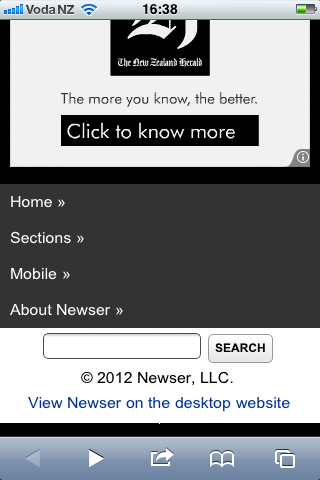 Voda NZ 16:38
The New Zealand Herald
The more you know, the better.
Click to know more
Home »
Sections »
Mobile »
About Newser »
SEARCH
© 2012 Newser, LLC.
View Newser on the desktop website